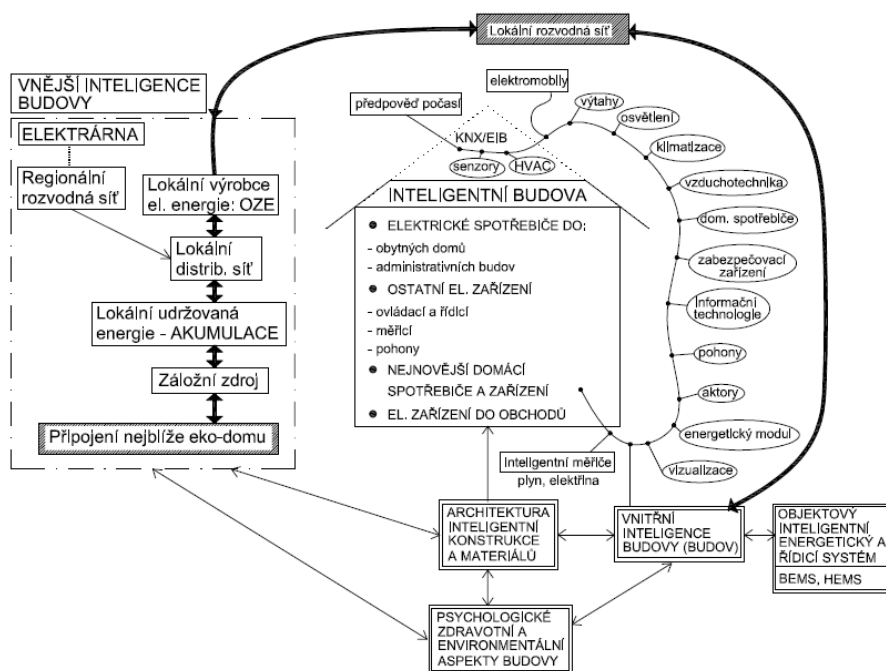 Lokální rozvodná síť
VNĚJŠÍ INTELIGENCE
BUDOVY
ELEKTRÁRNA
Regionální
rozvodná síť
Lokální výrobce
el. energie: OZE
Lokální
distrib. síť
Lokální udržovaná
energie - AKUMULACE
Záložní zdroj
Připojení nejblíže eko-domu
předpověď počasí
elektromobily
KNX/EIB
senzory
HVAC
výtahy
osvětlení
klimatizace
vzduchotechnika
dom. spotřebiče
zabezpečovací
zařízení
Informační
technologie
pohony
aktory
energetický modul
vizualizace
INTELIGENTNÍ BUDOVA
ELEKTRICKÉ SPOTŘEBIČE DO:
- obytných domů
- administrativních budov
OSTATNÍ EL. ZAŘÍZENÍ
- ovládací a řídící
- měřící
- pohony
NEJNOVĚJŠÍ DOMÁCÍ
SPOTŘEBIČE A ZAŘÍZENÍ
EL. ZAŘÍZENÍ DO OBCHODŮ
Inteligentní měřiče
plyn, elektřina
ARCHITEKTURA
INTELIGENTNÍ
KONSTRUKCE
A MATERIÁLŮ
VNITŘNÍ
INTELIGENCE
BUDOVY (BUDOV)
OBJEKTOVÝ
INTELIGENTNÍ
ENERGETICKÝ A
ŘÍDICÍ SYSTÉM
BEMS, HEMS
PSYCHOLOGICKÉ
ZDRAVOTNÍ A
ENVIRONMENTÁLNÍ
ASPEKTY BUDOVY